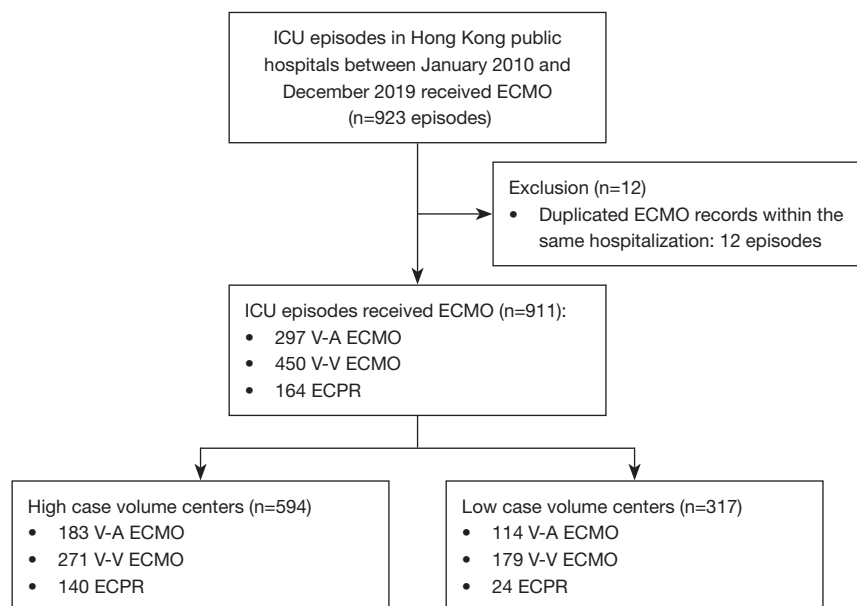 ICU episodes in Hong Kong public
hospitals between January 2010 and
December 2019 received ECMO
(n=923 episodes)
Exclusion (n=12)
• Duplicated ECMO records within the
same hospitalization: 12 episodes
ICU episodes received ECMO (n=911):
• 297 V-A ECMO
• 450 V-V ECMO
• 164 ECPR
High case volume centers (n=594)
• 183 V-A ECMO
• 271 V-V ECMO
• 140 ECPR
Low case volume centers (n=317)
• 114 V-A ECMO
• 179 V-V ECMO
• 24 ECPR